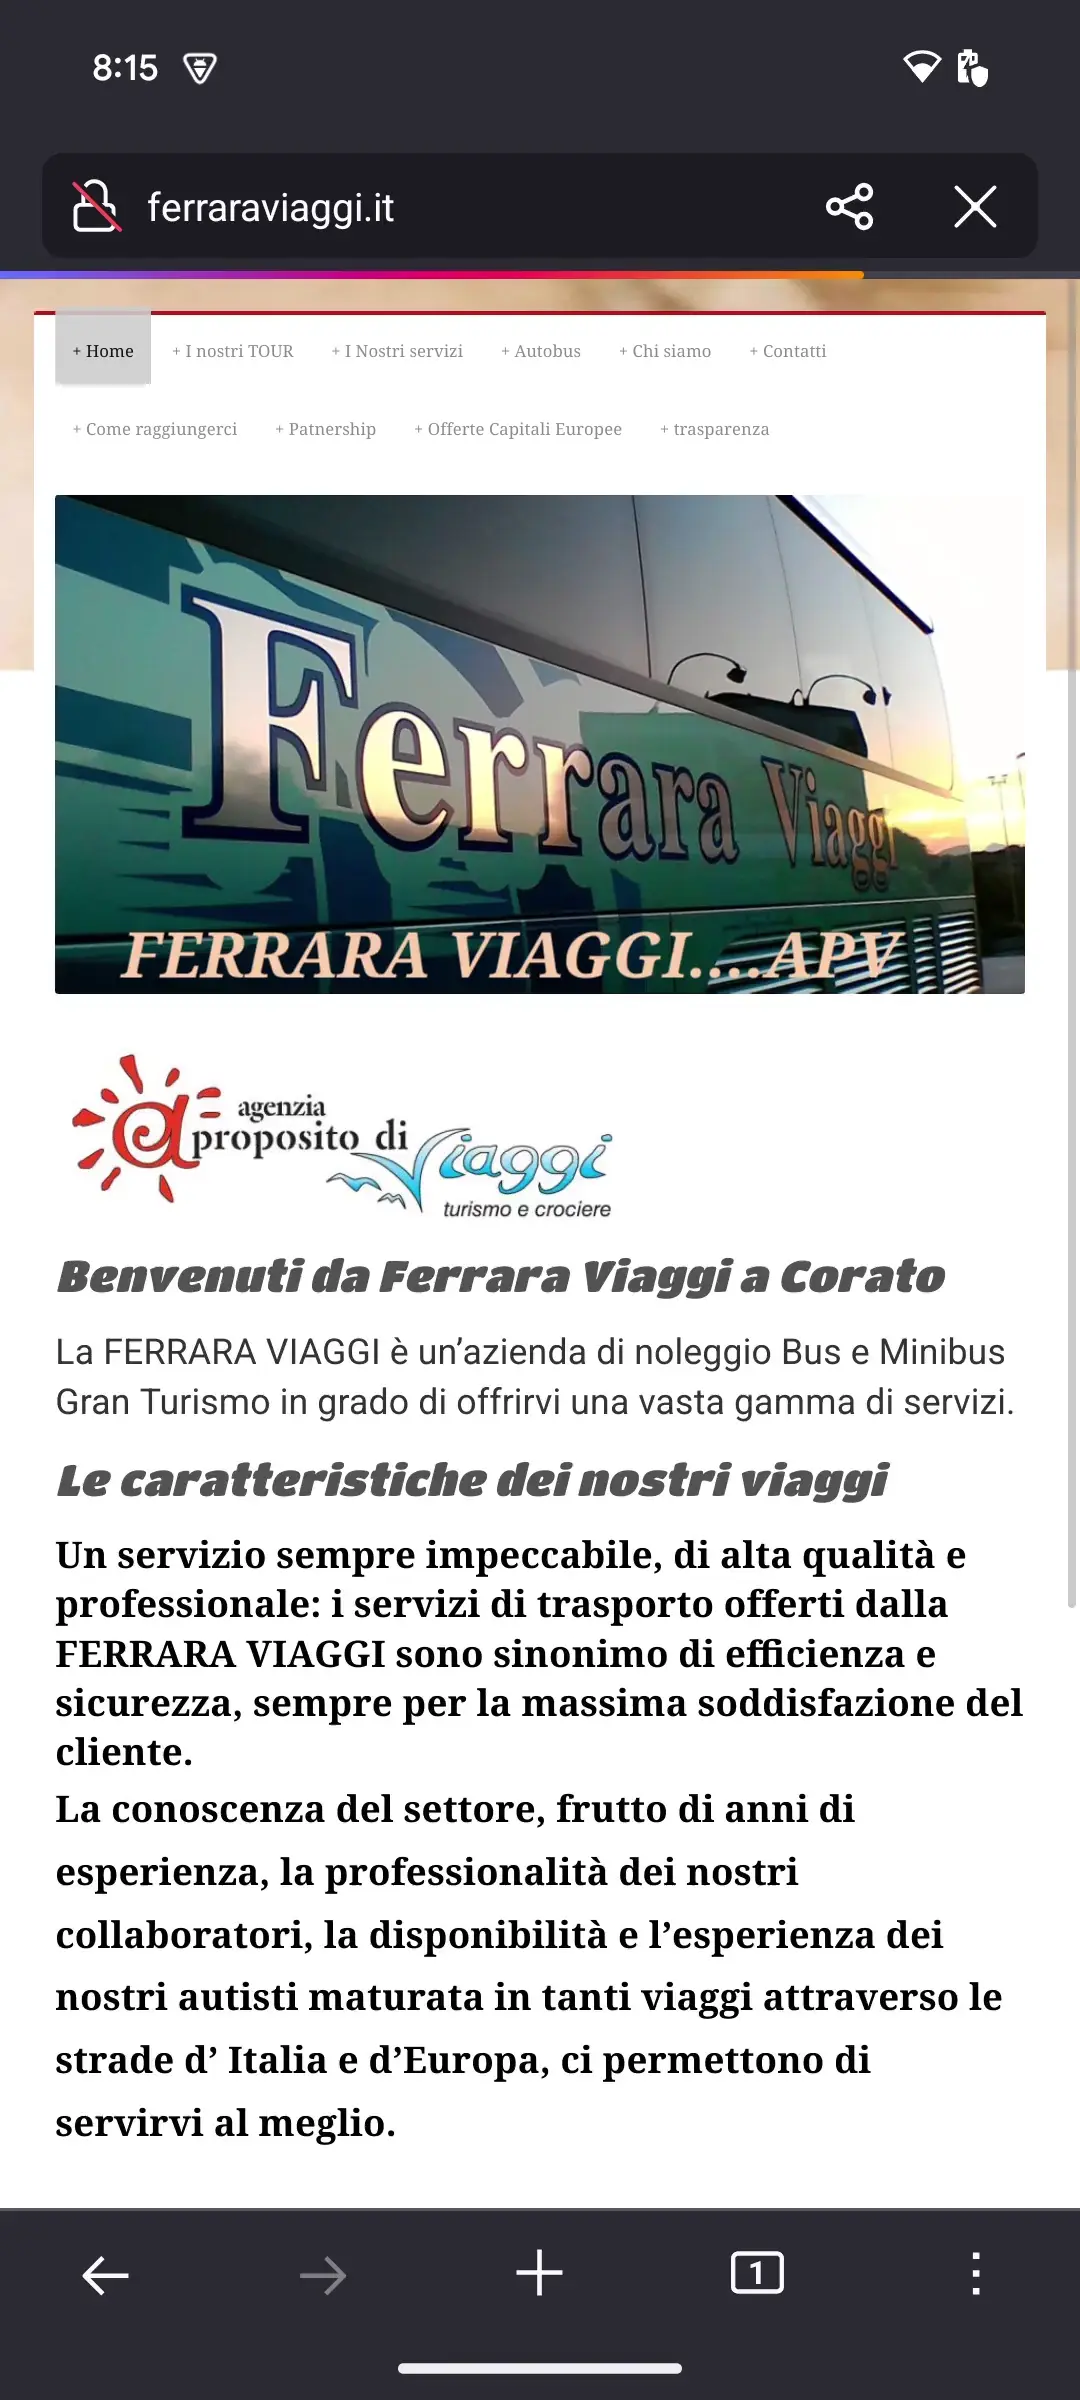 8:15
ferraraviaggi.it
+ Home + I nostri TOUR + I Nostri servizi + Autobus + Chi siamo + Contatti
+ Come raggiungerci + Patnership + Offerte Capitali Europee + trasparenza
Ferrara Viaggi
FERRARA VIAGGI....APV
agenzia
a proposito di
Viaggi
turismo e crociere
Benvenuti da Ferrara Viaggi a Corato
La FERRARA VIAGGI è un’azienda di noleggio Bus e Minibus
Gran Turismo in grado di offrirvi una vasta gamma di servizi.
Le caratteristiche dei nostri viaggi
Un servizio sempre impeccabile, di alta qualità e
professionale: i servizi di trasporto offerti dalla
FERRARA VIAGGI sono sinonimo di efficienza e
sicurezza, sempre per la massima soddisfazione del
cliente.
La conoscenza del settore, frutto di anni di
esperienza, la professionalità dei nostri
collaboratori, la disponibilità e l’esperienza dei
nostri autisti maturata in tanti viaggi attraverso le
strade d’ Italia e d’Europa, ci permettono di
servirvi al meglio.
1